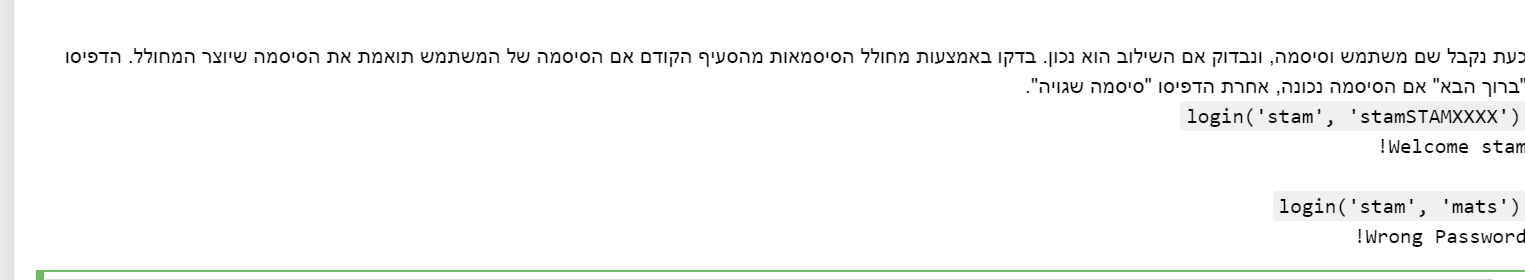 כעת נקבל שם משתמש וסיסמה, ונבדוק אם השילוב הוא נכון. בדקו באמצעות מחולל הסיסמאות מהסעיף הקודם אם הסיסמה של המשתמש תואמת את הסיסמה שיוצר המחולל. הדפיסו
"ברוך הבא" אם הסיסמה נכונה, אחרת הדפיסו "סיסמה שגויה".
login('stam', 'stamSTAMXXXX')
!Welcome stam
login('stam', 'mats')
!Wrong Password